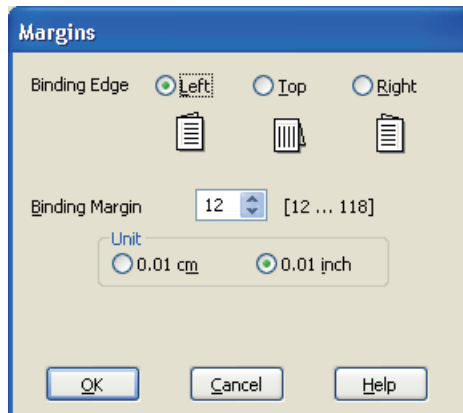 Margins
Binding Edge Left Top Right
Binding Margin 12 [12 ... 118]
Unit
0.01 cm 0.01 inch
OK Cancel Help